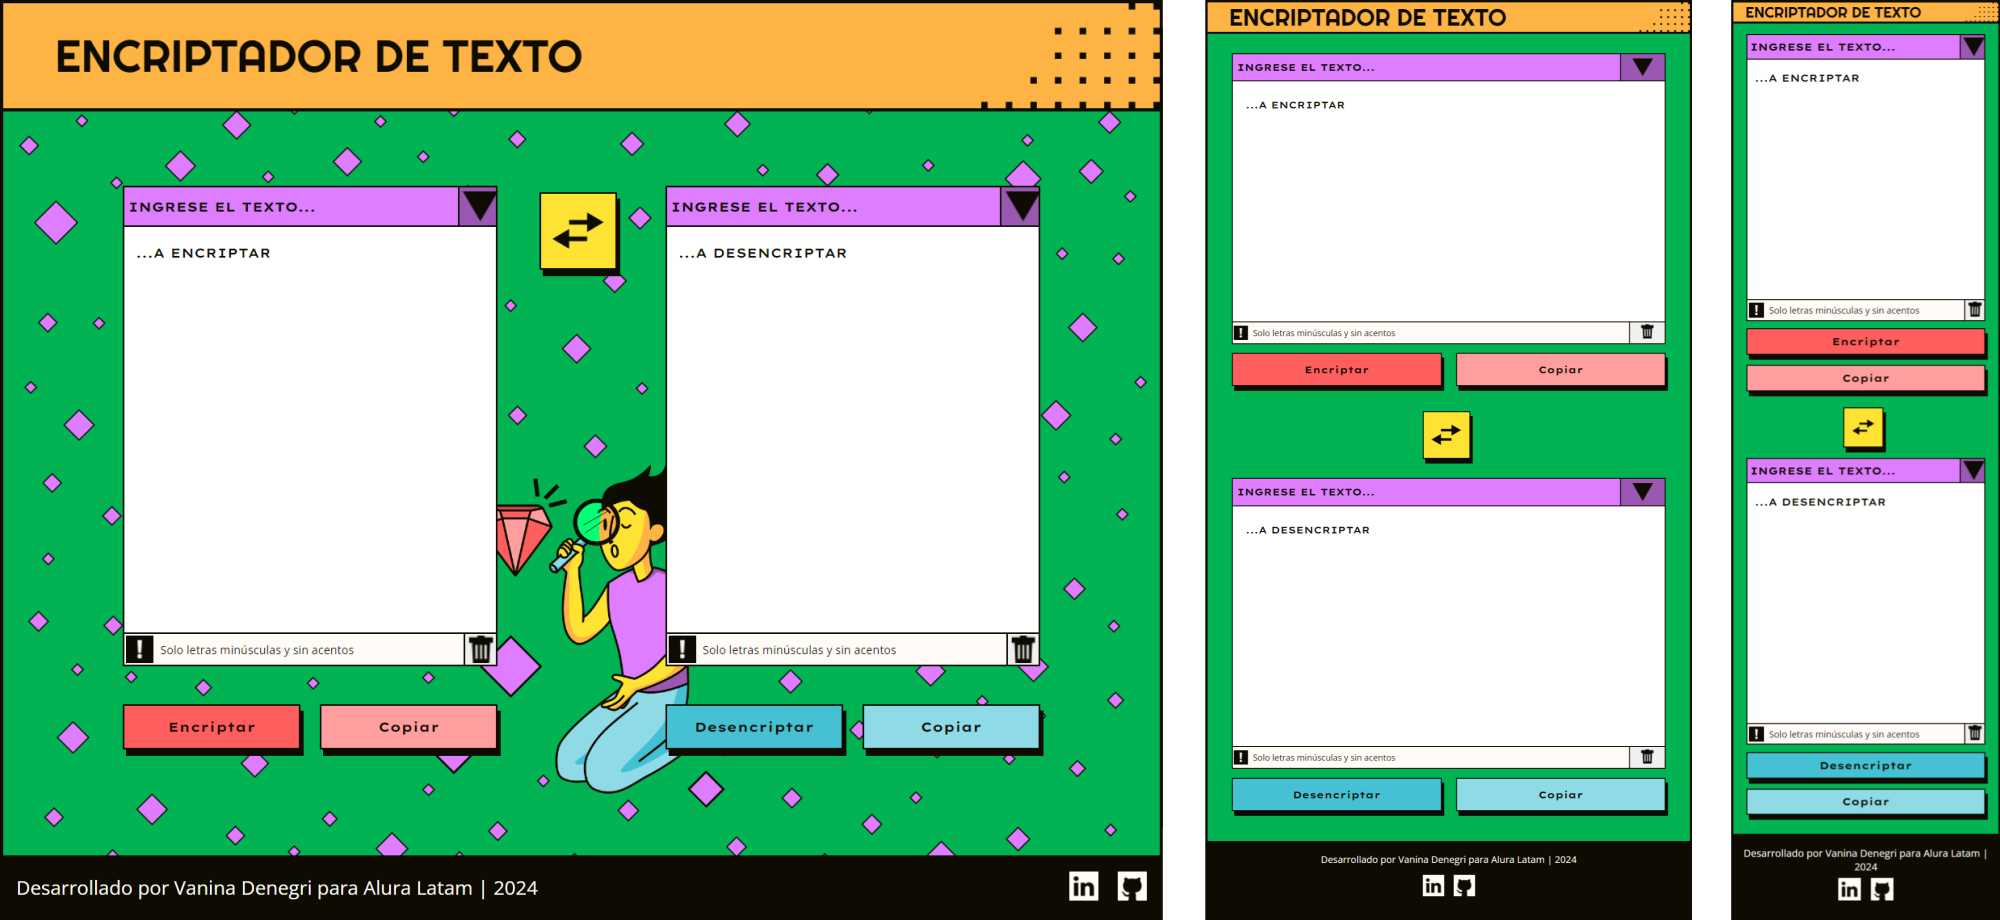 ENCRIPTADOR DE TEXTO
INGRESE EL TEXTO...
...A ENCRIPTAR
! Solo letras minúsculas y sin acentos
Encriptar
Copiar
INGRESE EL TEXTO...
...A DESENCRIPTAR
! Solo letras minúsculas y sin acentos
Desencriptar
Copiar
Desarrollado por Vanina Denegri para Alura Latam | 2024
in
ENCRIPTADOR DE TEXTO
INGRESE EL TEXTO...
...A ENCRIPTAR
! Solo letras minúsculas y sin acentos
Encriptar
Copiar
INGRESE EL TEXTO...
...A DESENCRIPTAR
! Solo letras minúsculas y sin acentos
Desencriptar
Copiar
Desarrollado por Vanina Denegri para Alura Latam | 2024
in
ENCRIPTADOR DE TEXTO
INGRESE EL TEXTO...
...A ENCRIPTAR
! Solo letras minúsculas y sin acentos
Encriptar
Copiar
INGRESE EL TEXTO...
...A DESENCRIPTAR
! Solo letras minúsculas y sin acentos
Desencriptar
Copiar
Desarrollado por Vanina Denegri para Alura Latam |
2024
in